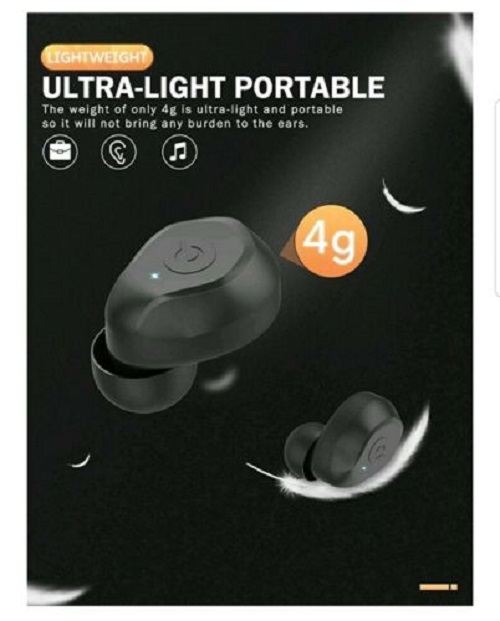 LIGHTWEIGHT
ULTRA-LIGHT PORTABLE
The weight of only 4g is ultra-light and portable
so it will not bring any burden to the ears.
4g